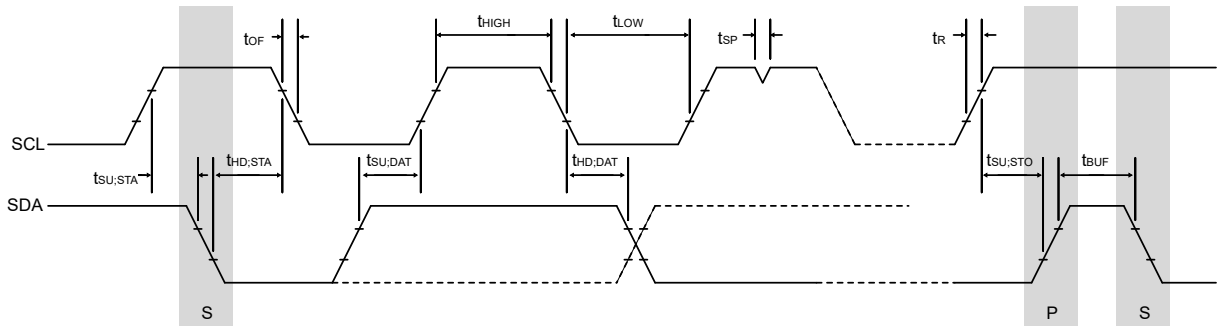 tOF
tHIGH
tLOW
tSP
tR
SCL
tSU;STA
tHD;STA
tSU;DAT
tHD;DAT
tSU;STO
tBUF
SDA
S
P
S